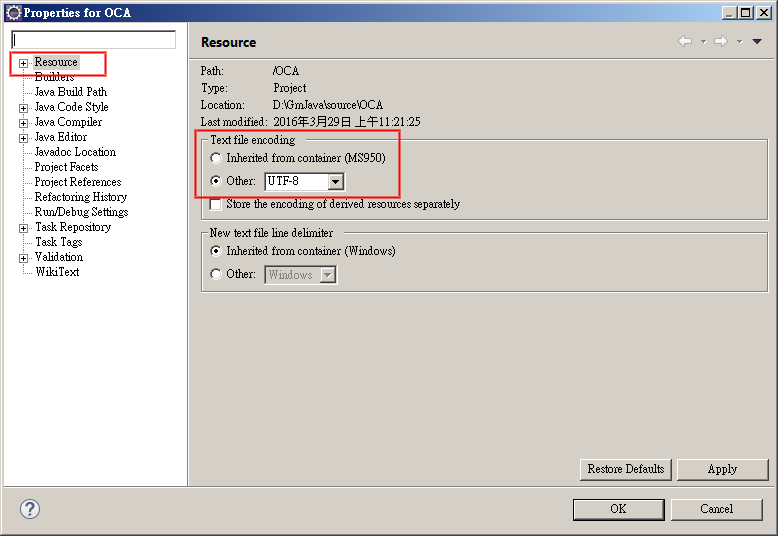 Properties for OCA
Resource
Builders
Java Build Path
Java Code Style
Java Compiler
Java Editor
Javadoc Location
Project Facets
Project References
Refactoring History
Run/Debug Settings
Task Repository
Task Tags
Validation
WikiText
Resource
Path: /OCA
Type: Project
Location: D:\GmJava\source\OCA
Last modified: 2016年3月29日 上午11:21:25
Text file encoding
Inherited from container (MS950)
Other: UTF-8
Store the encoding of derived resources separately
New text file line delimiter
Inherited from container (Windows)
Other: Windows
Restore Defaults Apply
? OK Cancel